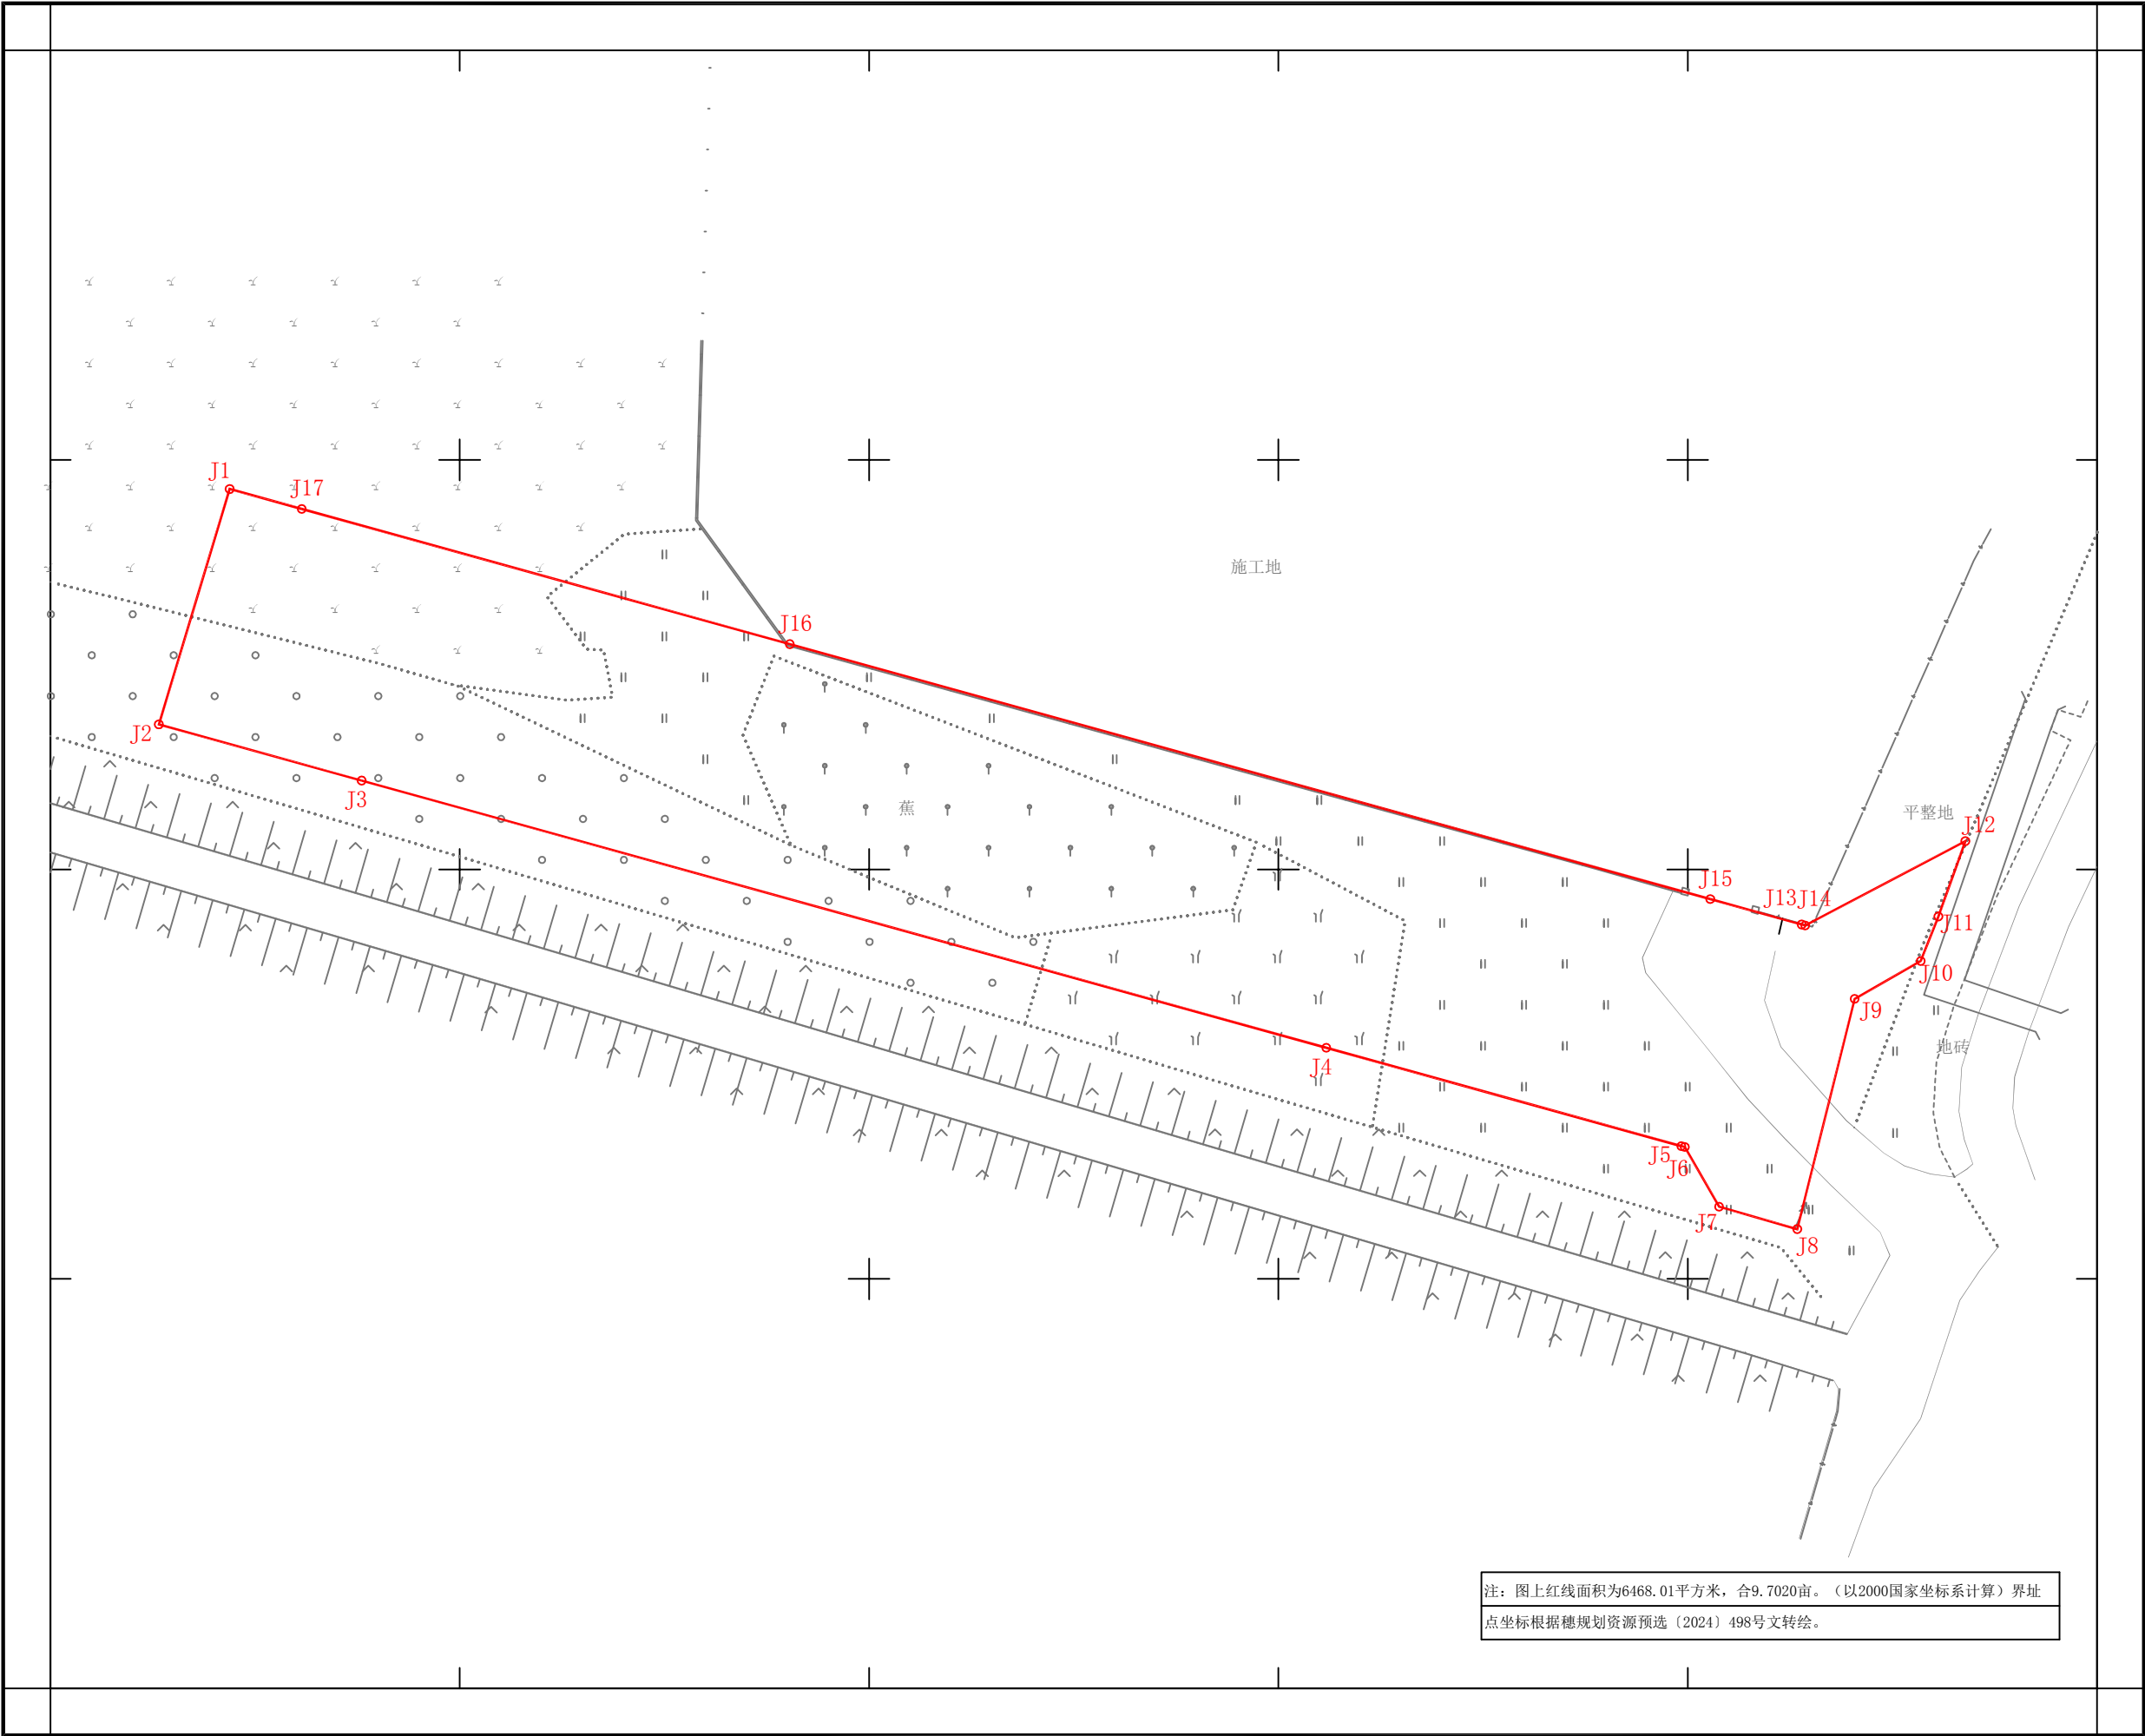 J1
J17
施工地
J16
J2
J3
蕉
平整地
J12
J15
J13
J14
J11
J10
J9
地砖
J4
J5
J6
J7
J8
注：图上红线面积为6468.01平方米，合9.7020亩。（以2000国家坐标系计算）界址
点坐标根据穗规划资源预选〔2024〕498号文转绘。